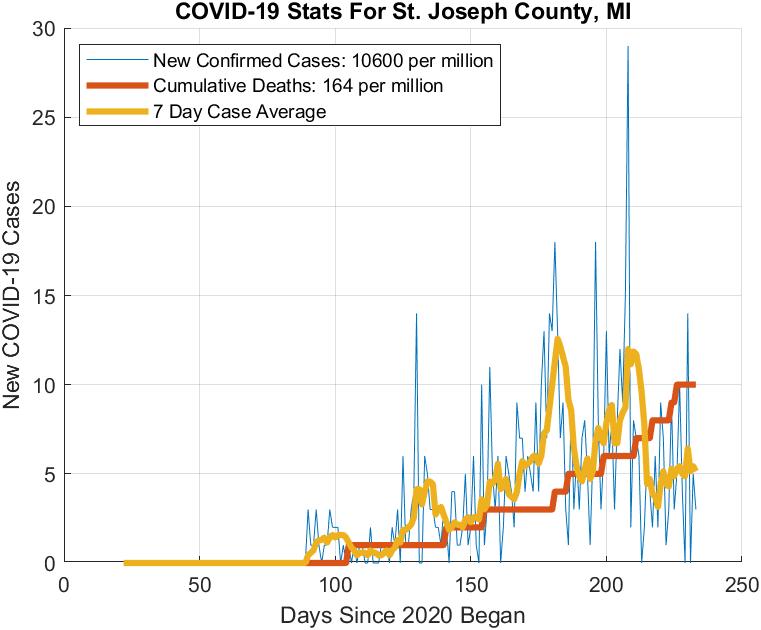 COVID-19 Stats For St. Joseph County, MI
New Confirmed Cases: 10600 per million
Cumulative Deaths: 164 per million
7 Day Case Average
New COVID-19 Cases
30
25
20
15
10
5
0
0 50 100 150 200 250
Days Since 2020 Began